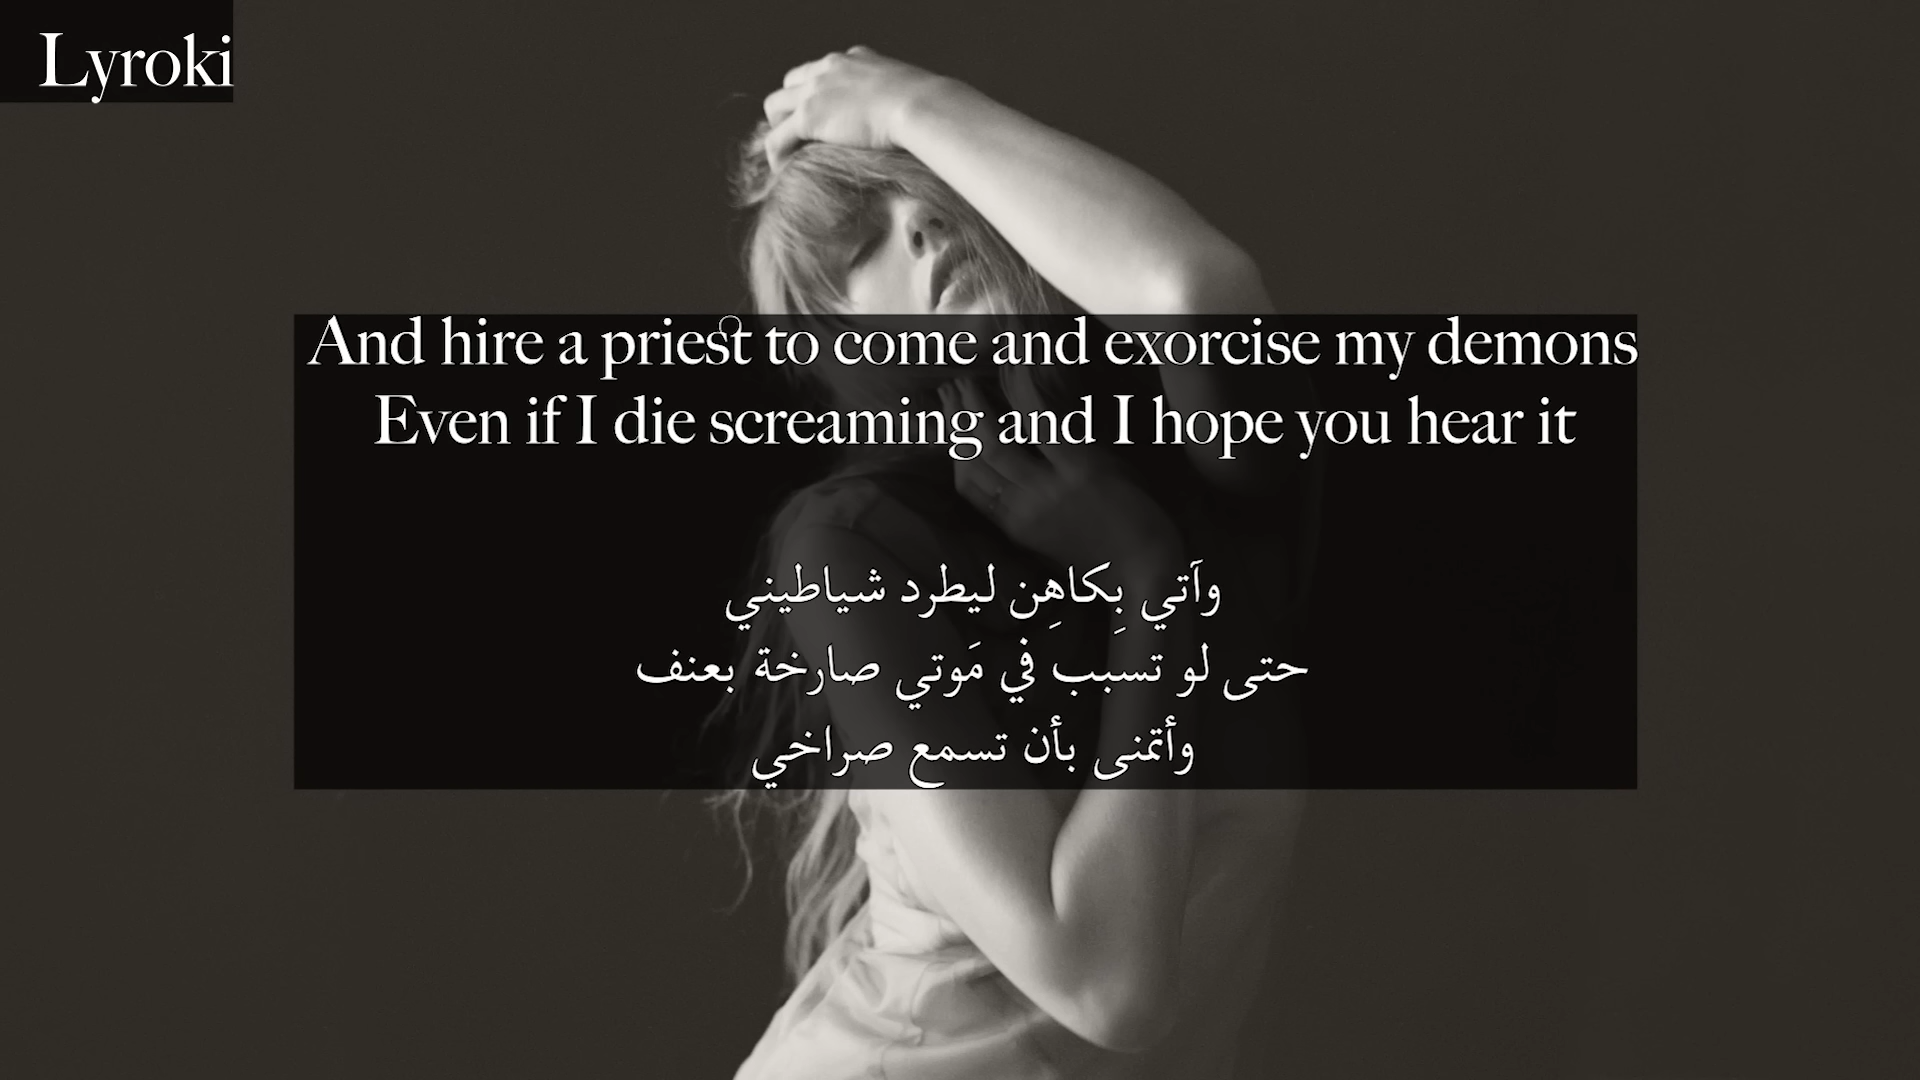 Lyroki
And hire a priest to come and exorcise my demons
Even if I die screaming and I hope you hear it
وآتي بِكاهِن ليطرد شياطيني
حتى لو تسبب في مَوتي صارخة بعنف
وأتمنى بأن تسمع صراخي